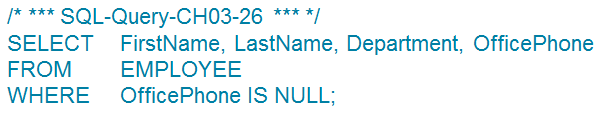 /* *** SQL-Query-CH03-26 *** */
SELECT FirstName, LastName, Department, OfficePhone
FROM EMPLOYEE
WHERE OfficePhone IS NULL;